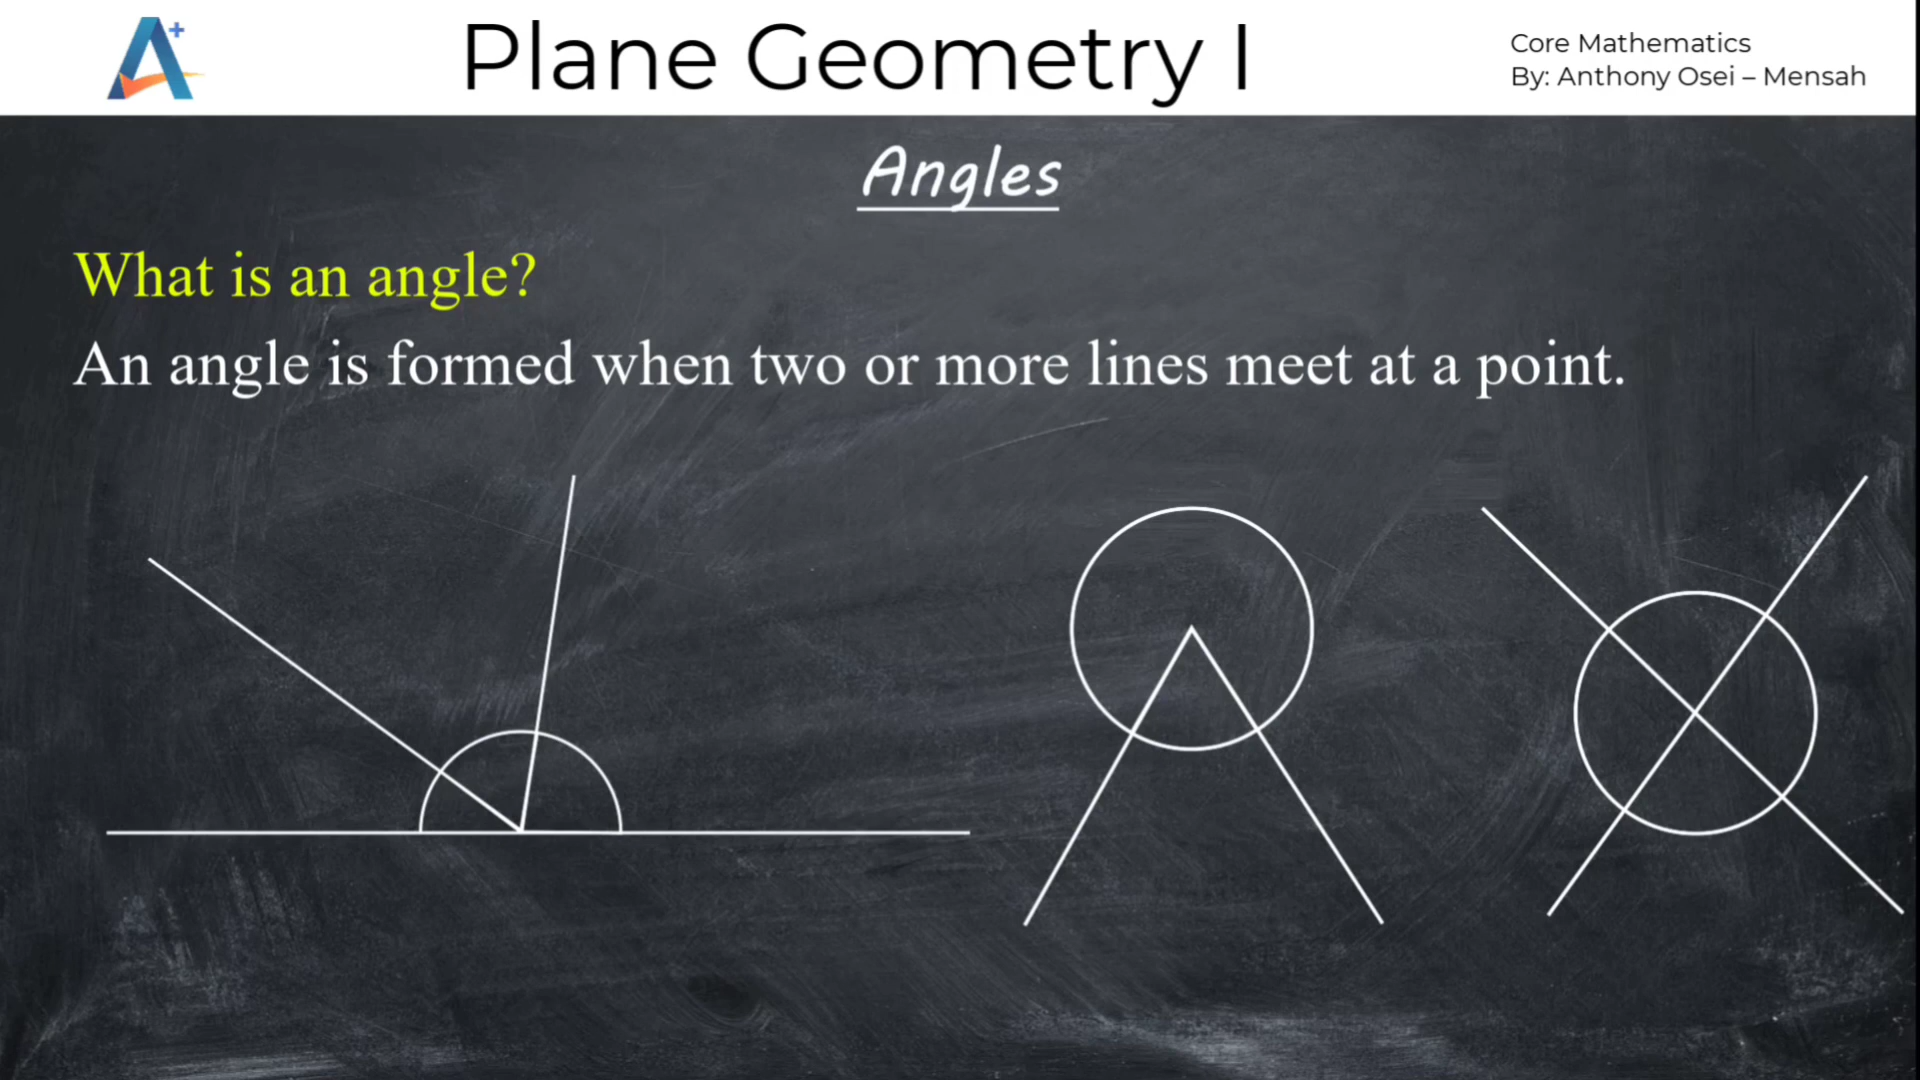 Plane Geometry I
Core Mathematics
By: Anthony Osei – Mensah
Angles
What is an angle?
An angle is formed when two or more lines meet at a point.